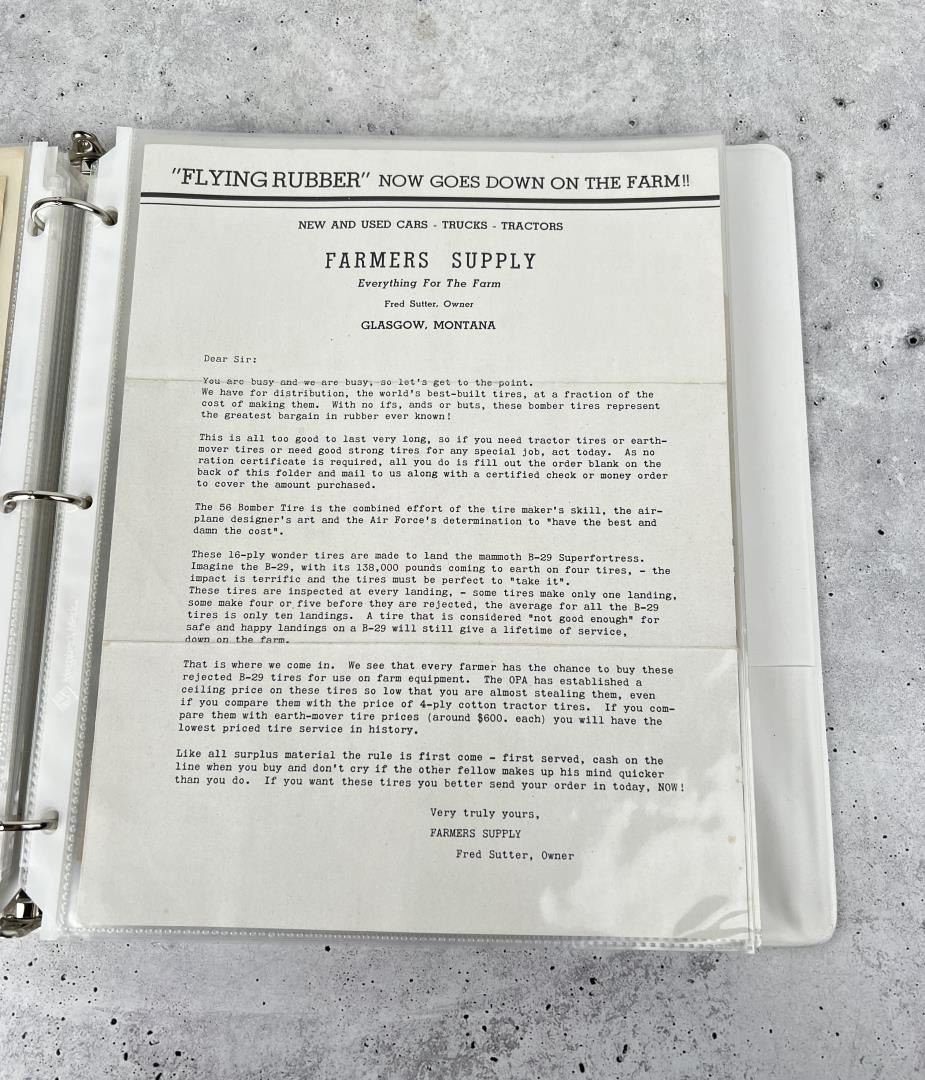 "FLYING RUBBER" NOW GOES DOWN ON THE FARM!!
NEW AND USED CARS - TRUCKS - TRACTORS
FARMERS SUPPLY
Everything For The Farm
Fred Sutter, Owner
GLASGOW, MONTANA
Dear Sir:
You are busy and we are busy, so let's get to the point.
We have for distribution, the world's best-built tires, at a fraction of the
cost of making them. With no ifs, ands or buts, these bomber tires represent
the greatest bargain in rubber ever known!
This is all too good to last very long, so if you need tractor tires or earth-
mover tires or need good strong tires for any special job, act today. As no
ration certificate is required, all you do is fill out the order blank on the
back of this folder and mail to us along with a certified check or money order
to cover the amount purchased.
The 56 Bomber Tire is the combined effort of the tire maker's skill, the air-
plane designer's art and the Air Force's determination to "have the best and
damn the cost".
These 16-ply wonder tires are made to land the mammoth B-29 Superfortress.
Imagine the B-29, with its 138,000 pounds coming to earth on four tires, - the
impact is terrific and the tires must be perfect to "take it".
These tires are inspected at every landing, - some tires make only one landing,
some make four or five before they are rejected, the average for all the B-29
tires is only ten landings. A tire that is considered "not good enough" for
safe and happy landings on a B-29 will still give a lifetime of service,
down on the farm.
That is where we come in. We see that every farmer has the chance to buy these
rejected B-29 tires for use on farm equipment. The OPA has established a
ceiling price on these tires so low that you are almost stealing them, even
if you compare them with the price of 4-ply cotton tractor tires. If you com-
pare them with earth-mover tire prices (around $600. each) you will have the
lowest priced tire service in history.
Like all surplus material the rule is first come - first served, cash on the
line when you buy and don't cry if the other fellow makes up his mind quicker
than you do. If you want these tires you better send your order in today, NOW!
Very truly yours,
FARMERS SUPPLY
Fred Sutter, Owner